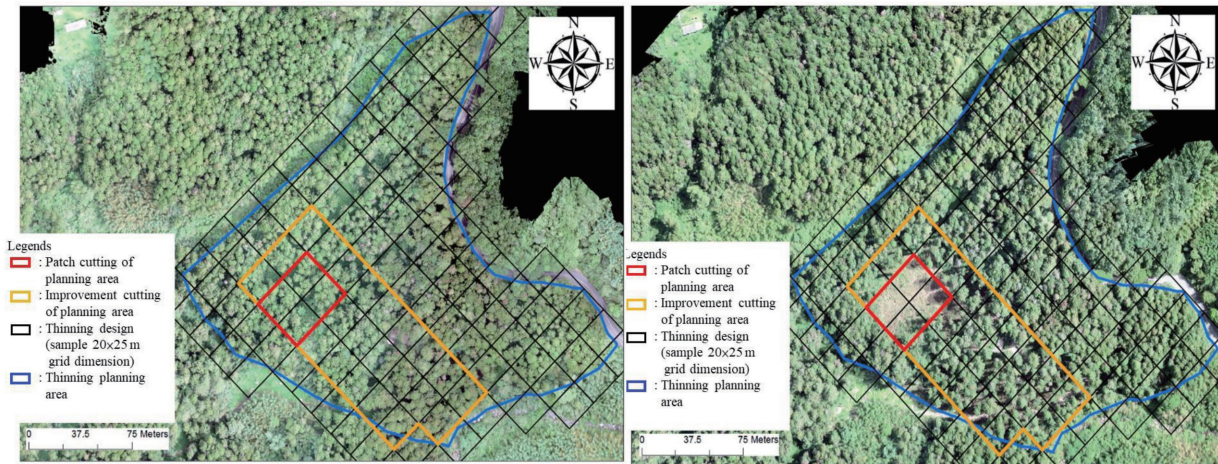 N
W E
S
Legends
: Patch cutting of
planning area
: Improvement cutting
of planning area
: Thinning design
(sample 20×25 m
grid dimension)
: Thinning planning
area
0 37.5 75 Meters
N
W E
S
Legends
: Patch cutting of
planning area
: Improvement cutting
of planning area
: Thinning design
(sample 20×25 m
grid dimension)
: Thinning planning
area
0 37.5 75 Meters